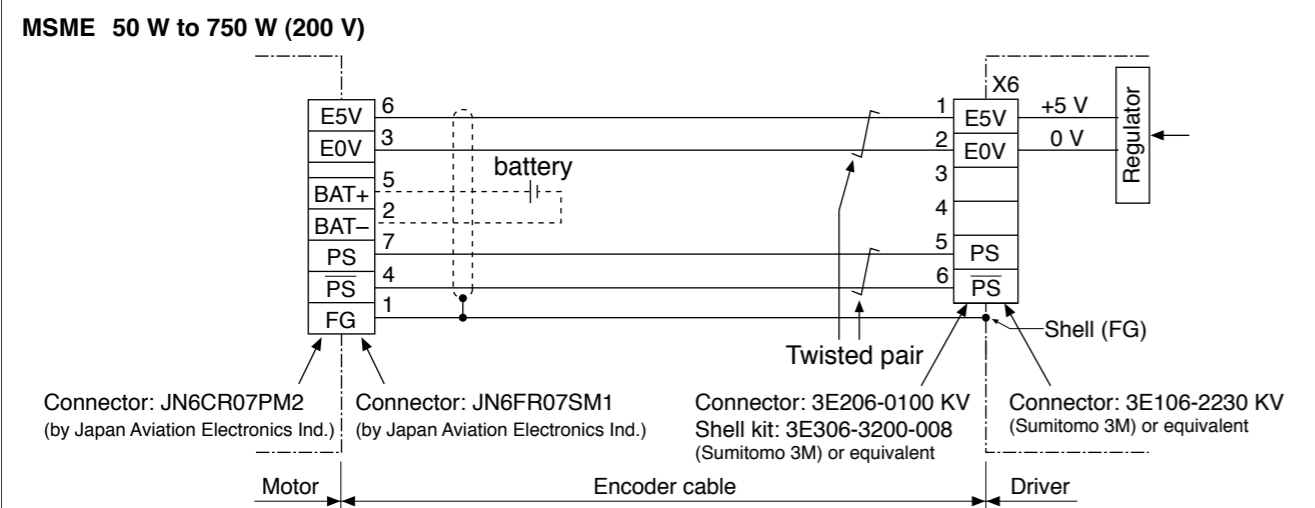 MSME 50 W to 750 W (200 V)
X6
E5V 6 1 E5V +5 V
E0V 3 2 E0V 0 V
Regulator
battery
3
BAT+ 5
4
BAT– 2
PS 7 5 PS
P̅S̅ 4 6 P̅S̅
FG 1
Shell (FG)
Twisted pair
Connector: JN6CR07PM2
(by Japan Aviation Electronics Ind.)
Connector: JN6FR07SM1
(by Japan Aviation Electronics Ind.)
Connector: 3E206-0100 KV
Shell kit: 3E306-3200-008
(Sumitomo 3M) or equivalent
Connector: 3E106-2230 KV
(Sumitomo 3M) or equivalent
Motor Encoder cable Driver